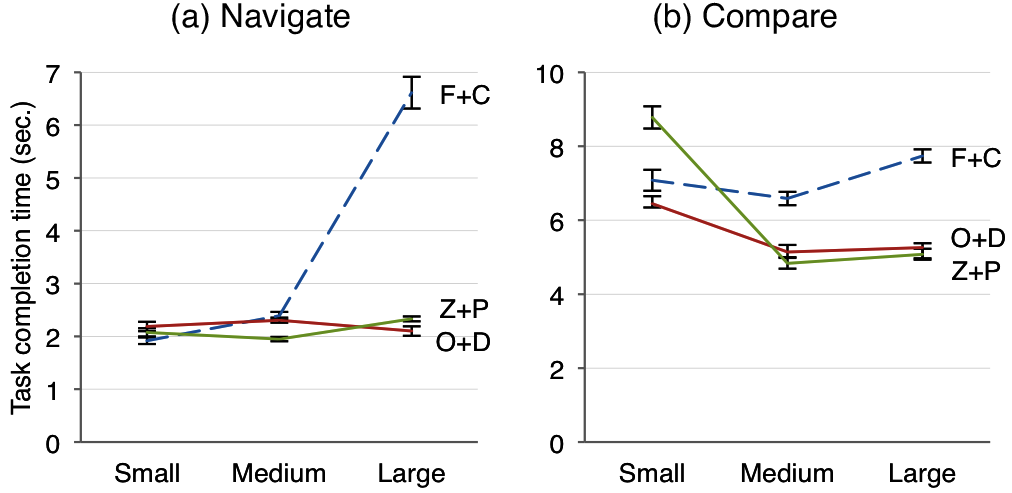 (a) Navigate
Task completion time (sec.)
7
6
5
4
3
2
1
0
F+C
Z+P
O+D
Small Medium Large
(b) Compare
10
8
6
4
2
0
F+C
O+D
Z+P
Small Medium Large